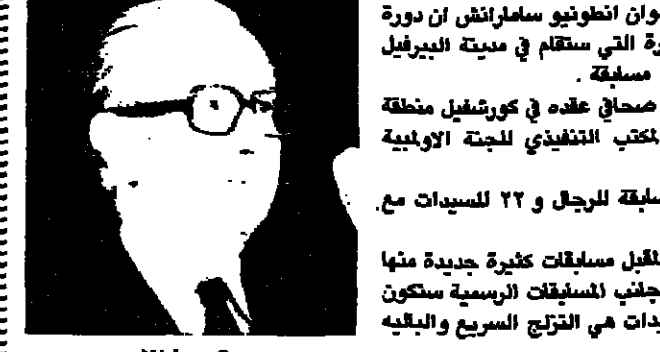 وان انطونيو سامارانش ان دورة
رة التي ستقام في مدينة البيرفيل
مسابقة .
صحافي عقده في كورشفيل منطقة
لمكتب التنفيذي للجنة الاولمبية
سابقة للرجال و ٢٢ للسيدات مع
لمقبل مسابقات كثيرة جديدة منها
جانب المسابقات الرسمية ستكون
يدات هي التزلج السريع والباليه